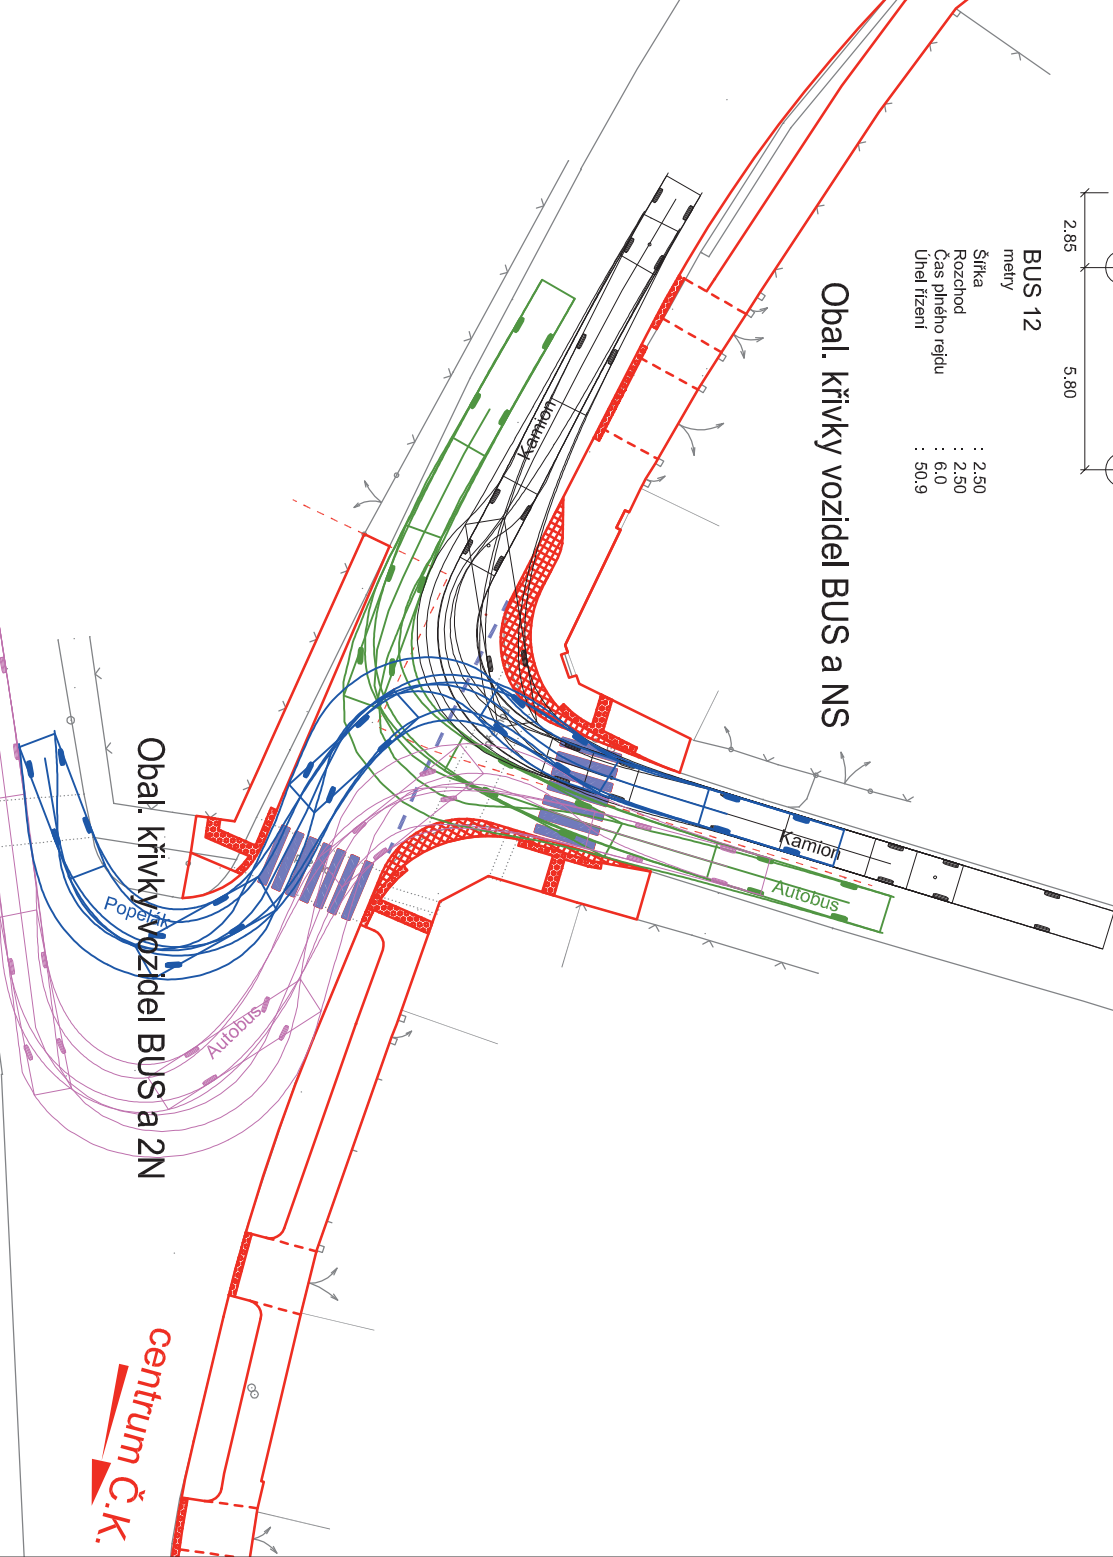 2.85
5.80
BUS 12
metry
Šířka : 2.50
Rozchod : 2.50
Čas plného rejdu : 6.0
Úhel řízení : 50.9
Obal. křivky vozidel BUS a NS
Kamion
Kamion
Autobus
Popelák
Autobus
Obal. křivky vozidel BUS a 2N
centrum Č.K.